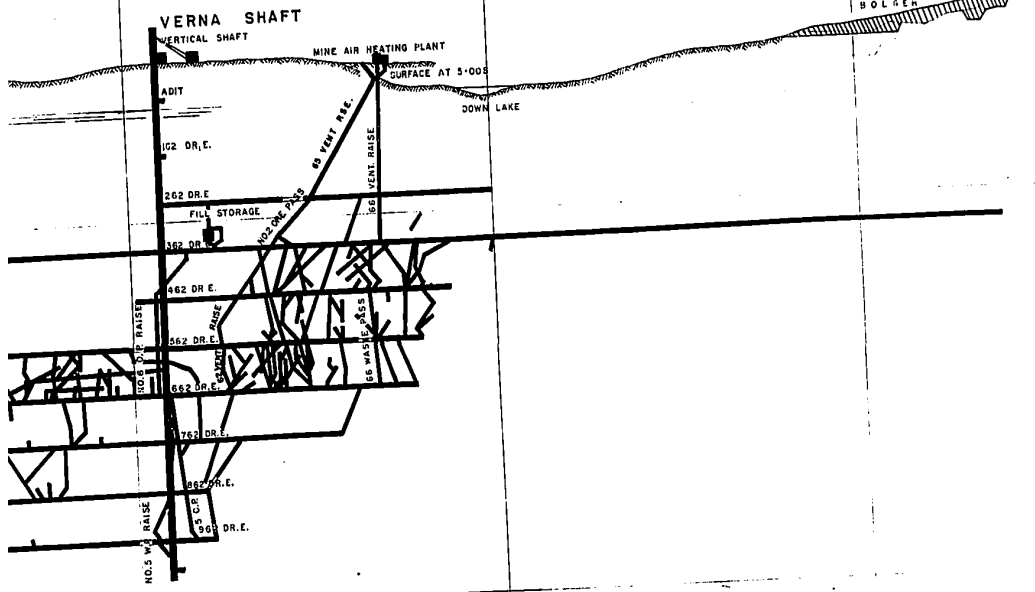 BOLGER
VERNA SHAFT
VERTICAL SHAFT
MINE AIR HEATING PLANT
SURFACE AT 5-005
ADIT
DOWN LAKE
65 VENT RSE.
162 DR.E.
66 VENT. RAISE
262 DR.E
NO.2 ORE PASS
FILL STORAGE
362 DR.E
462 DR E.
NO.6 O.P. RAISE
62 VENT RAISE
66 WASTE PASS
562 DR.E.
662 DR.E.
762 DR.E.
862 DR.E.
5 O.P.
962 DR.E.
NO.5 W.P. RAISE